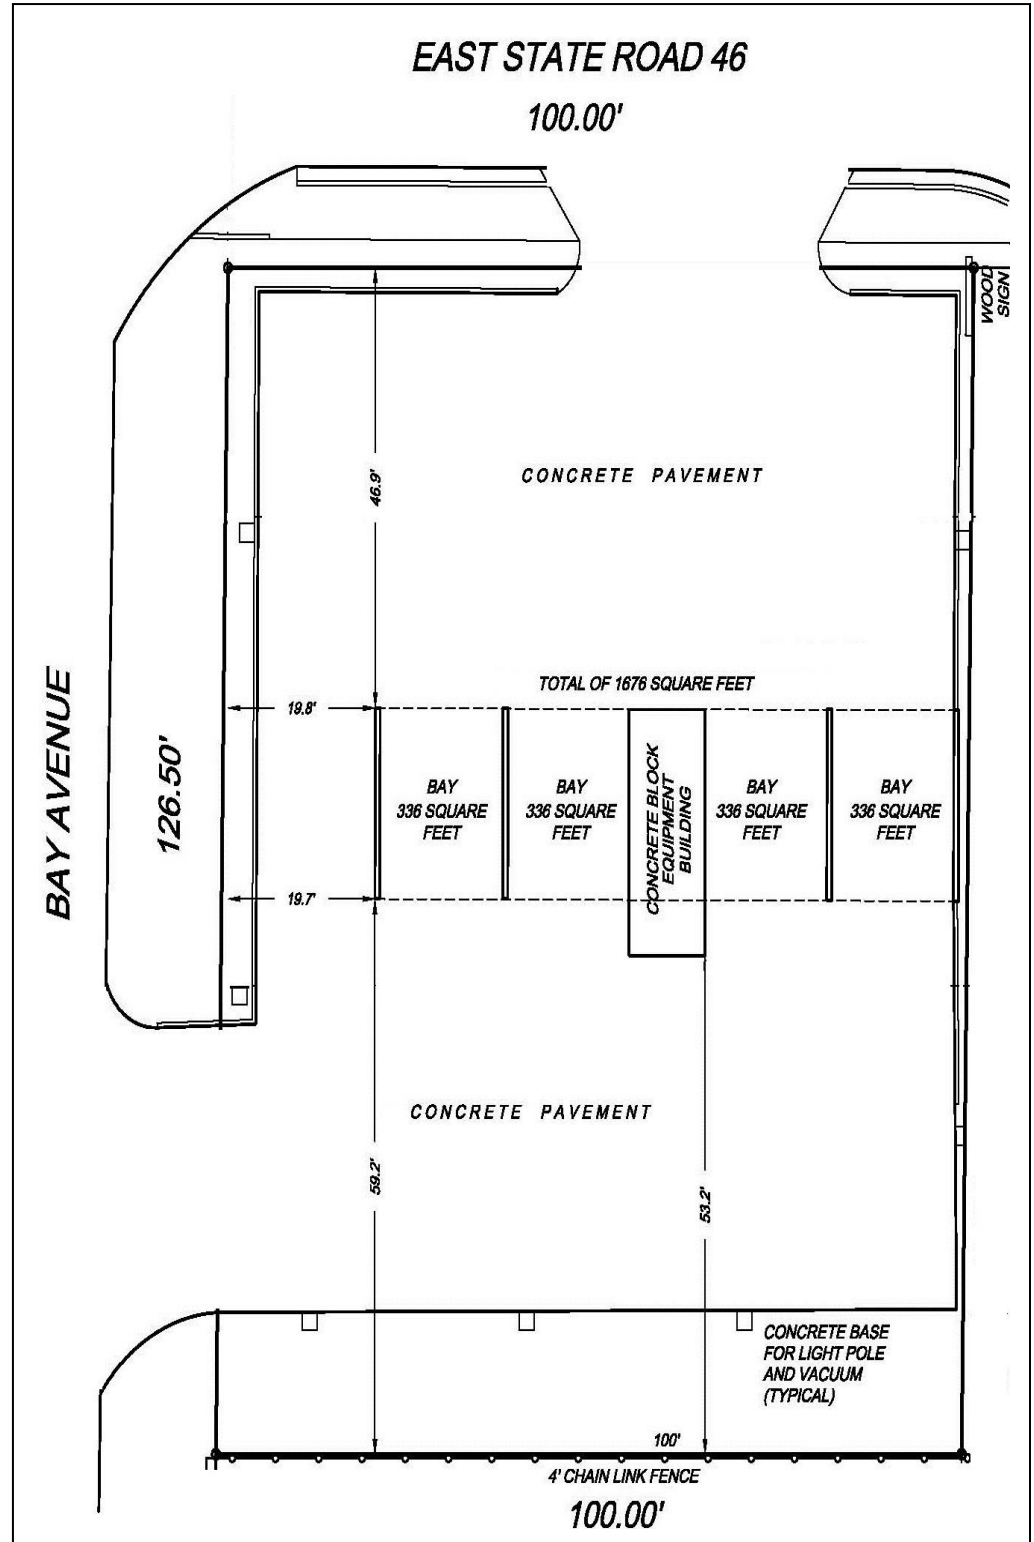 EAST STATE ROAD 46
100.00'
WOOD
SIGN
46.9'
CONCRETE PAVEMENT
TOTAL OF 1676 SQUARE FEET
19.8'
BAY AVENUE
126.50'
BAY
336 SQUARE
FEET
BAY
336 SQUARE
FEET
CONCRETE BLOCK
EQUIPMENT
BUILDING
BAY
336 SQUARE
FEET
BAY
336 SQUARE
FEET
19.7'
CONCRETE PAVEMENT
59.2'
53.2'
CONCRETE BASE
FOR LIGHT POLE
AND VACUUM
(TYPICAL)
100'
4' CHAIN LINK FENCE
100.00'